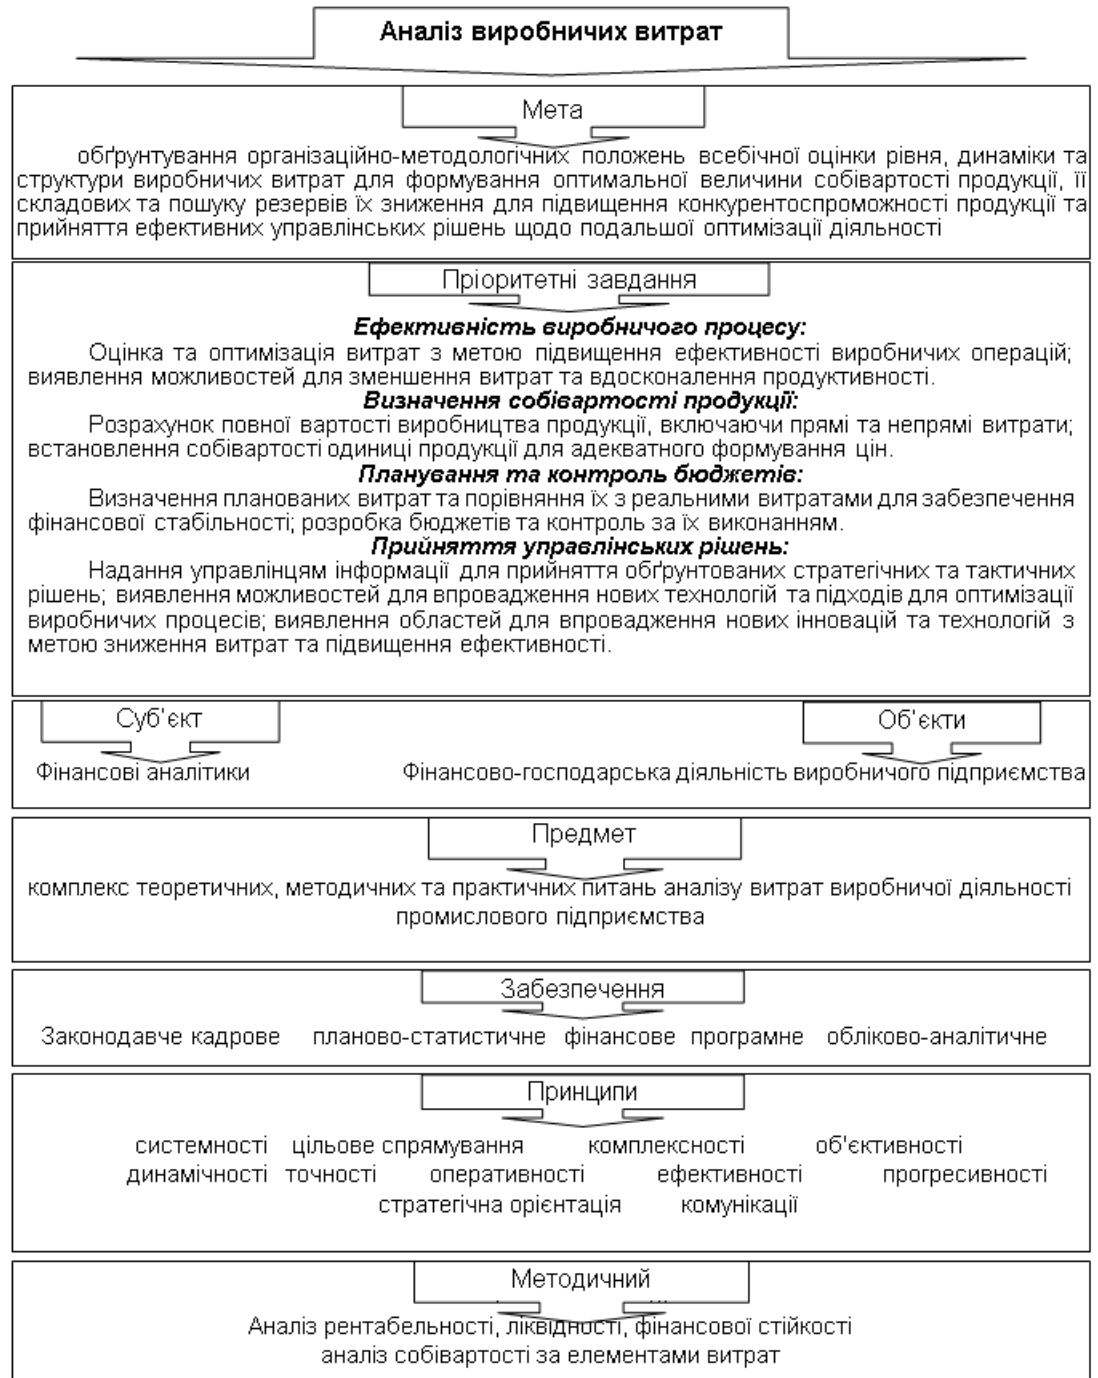 Аналіз виробничих витрат
Мета
обґрунтування організаційно-методологічних положень всебічної оцінки рівня, динаміки та
структури виробничих витрат для формування оптимальної величини собівартості продукції, її
складових та пошуку резервів їх зниження для підвищення конкурентоспроможності продукції та
прийняття ефективних управлінських рішень щодо подальшої оптимізації діяльності
Пріоритетні завдання
Ефективність виробничого процесу:
Оцінка та оптимізація витрат з метою підвищення ефективності виробничих операцій;
виявлення можливостей для зменшення витрат та вдосконалення продуктивності.
Визначення собівартості продукції:
Розрахунок повної вартості виробництва продукції, включаючи прямі та непрямі витрати;
встановлення собівартості одиниці продукції для адекватного формування цін.
Планування та контроль бюджетів:
Визначення планованих витрат та порівняння їх з реальними витратами для забезпечення
фінансової стабільності; розробка бюджетів та контроль за їх виконанням.
Прийняття управлінських рішень:
Надання управлінцям інформації для прийняття обґрунтованих стратегічних та тактичних
рішень; виявлення можливостей для впровадження нових технологій та підходів для оптимізації
виробничих процесів; виявлення областей для впровадження нових інновацій та технологій з
метою зниження витрат та підвищення ефективності.
Суб'єкт Об'єкти
Фінансові аналітики Фінансово-господарська діяльність виробничого підприємства
Предмет
комплекс теоретичних, методичних та практичних питань аналізу витрат виробничої діяльності
промислового підприємства
Забезпечення
Законодавче кадрове планово-статистичне фінансове програмне обліково-аналітичне
Принципи
системності цільове спрямування комплексності об'єктивності
динамічності точності оперативності ефективності прогресивності
стратегічна орієнтація комунікації
Методичний
Аналіз рентабельності, ліквідності, фінансової стійкості
аналіз собівартості за елементами витрат